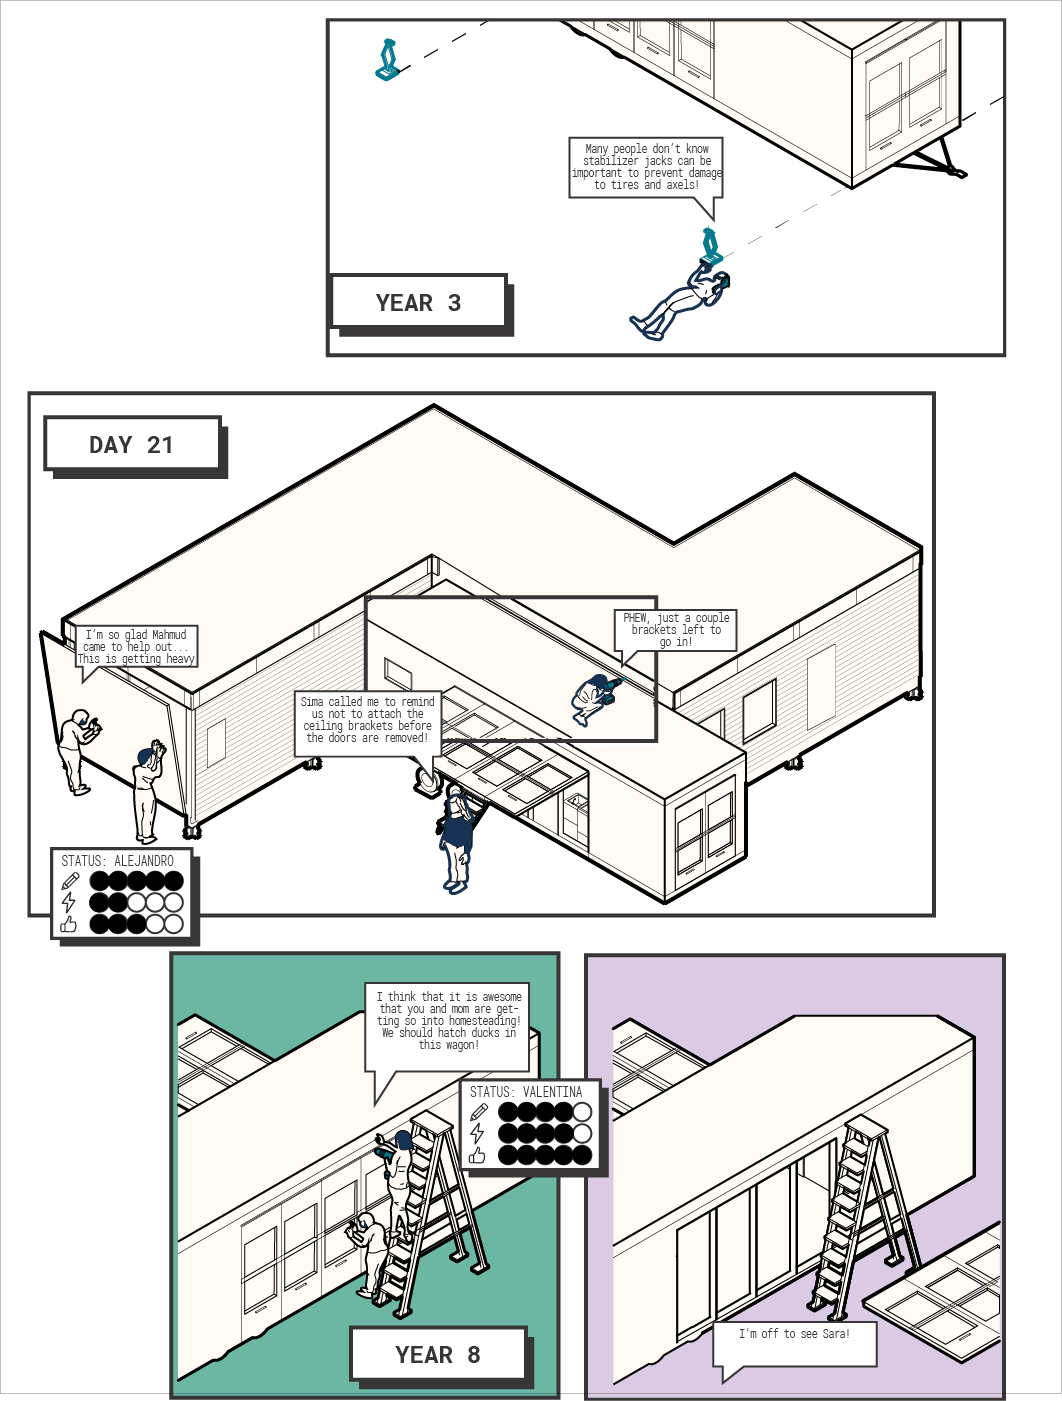 Many people don't know
stabilizer jacks can be
important to prevent damage
to tires and axels!
YEAR 3
DAY 21
I'm so glad Mahmud
came to help out...
This is getting heavy
PHEW, just a couple
brackets left to
go in!
Sima called me to remind
us not to attach the
ceiling brackets before
the doors are removed!
STATUS: ALEJANDRO
I think that it is awesome
that you and mom are get-
ting so into homesteading!
We should hatch ducks in
this wagon!
STATUS: VALENTINA
YEAR 8
I'm off to see Sara!